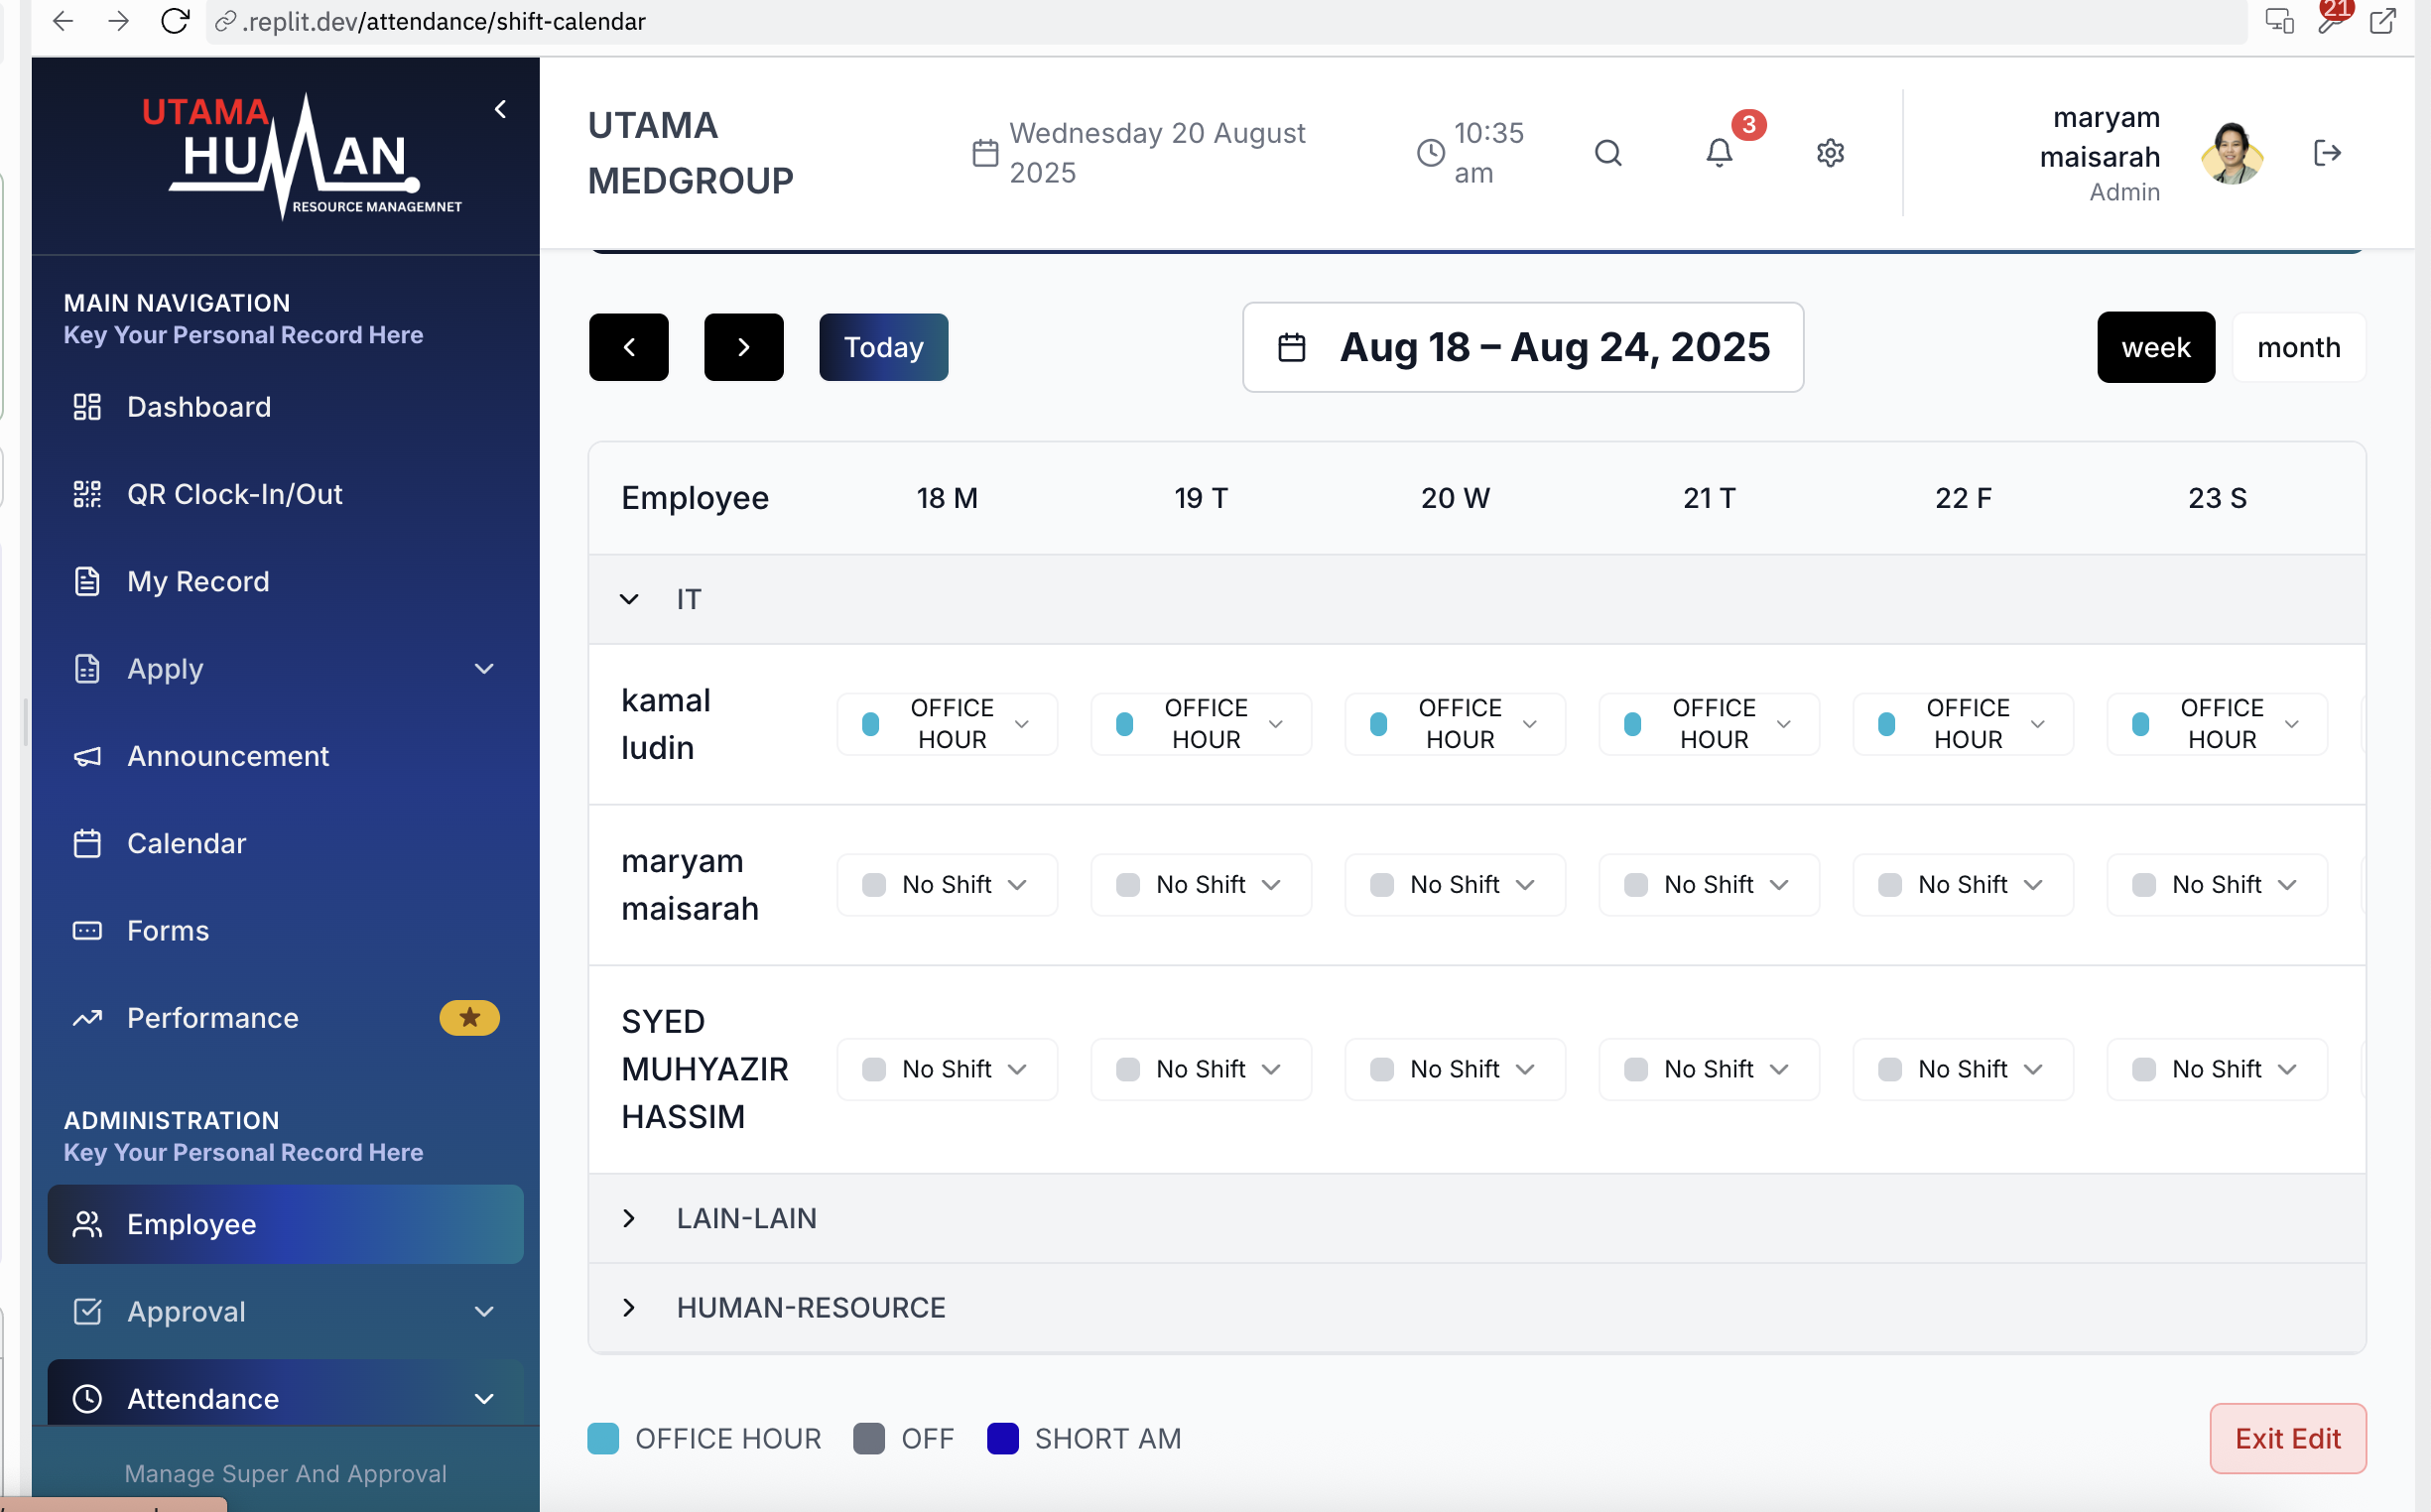 .replit.dev/attendance/shift-calendar
21
UTAMA
HUMAN
RESOURCE MANAGEMNET
UTAMA
MEDGROUP
Wednesday 20 August
2025
10:35
am
3
maryam
maisarah
Admin
MAIN NAVIGATION
Key Your Personal Record Here
Dashboard
QR Clock-In/Out
My Record
Apply
Announcement
Calendar
Forms
Performance
ADMINISTRATION
Key Your Personal Record Here
Employee
Approval
Attendance
Manage Super And Approval
Today
Aug 18 – Aug 24, 2025
week
month
Employee 18 M 19 T 20 W 21 T 22 F 23 S
IT
kamal
ludin
OFFICE HOUR OFFICE HOUR OFFICE HOUR OFFICE HOUR OFFICE HOUR OFFICE HOUR
maryam
maisarah
No Shift No Shift No Shift No Shift No Shift No Shift
SYED
MUHYAZIR
HASSIM
No Shift No Shift No Shift No Shift No Shift No Shift
LAIN-LAIN
HUMAN-RESOURCE
OFFICE HOUR OFF SHORT AM
Exit Edit